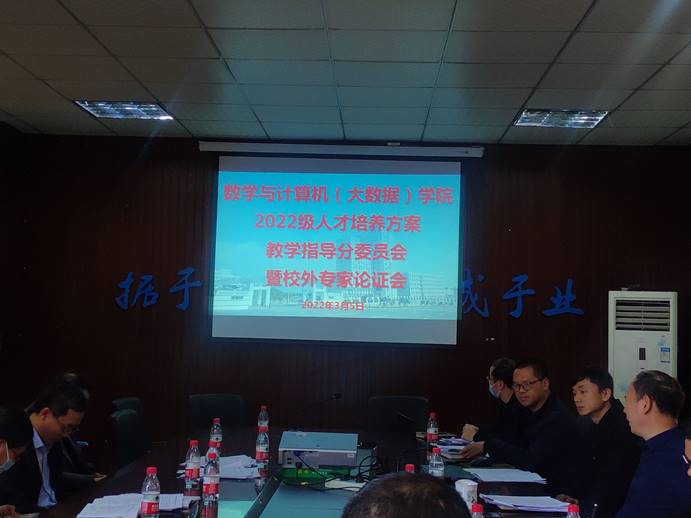 数学与计算机（大数据）学院
2022级人才培养方案
教学指导分委员会
暨校外专家论证会
2022年3月5日
据于
成于业